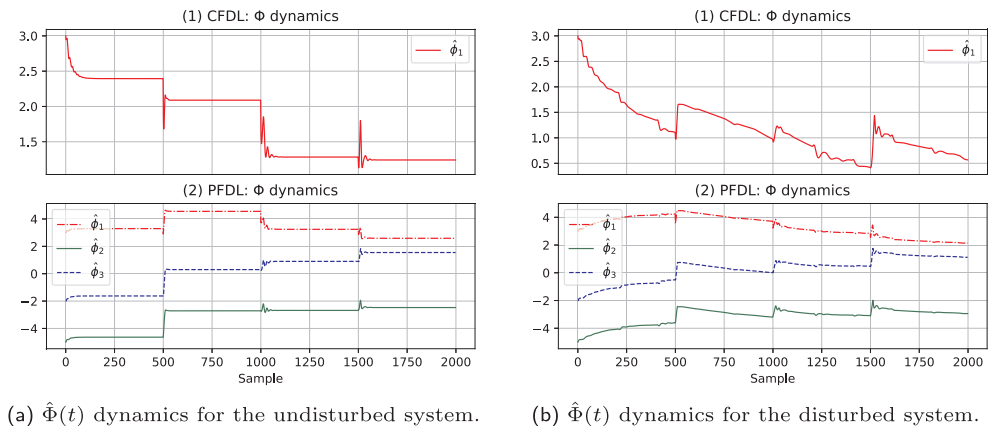 (1) CFDL: Φ dynamics
3.0
2.5
2.0
1.5
ϕ̂₁
(2) PFDL: Φ dynamics
4
2
0
−2
−4
ϕ̂₁
ϕ̂₂
ϕ̂₃
0 250 500 750 1000 1250 1500 1750 2000
Sample
(a) Φ̂(t) dynamics for the undisturbed system.
(1) CFDL: Φ dynamics
3.0
2.5
2.0
1.5
1.0
0.5
ϕ̂₁
(2) PFDL: Φ dynamics
4
2
0
−2
−4
ϕ̂₁
ϕ̂₂
ϕ̂₃
0 250 500 750 1000 1250 1500 1750 2000
Sample
(b) Φ̂(t) dynamics for the disturbed system.